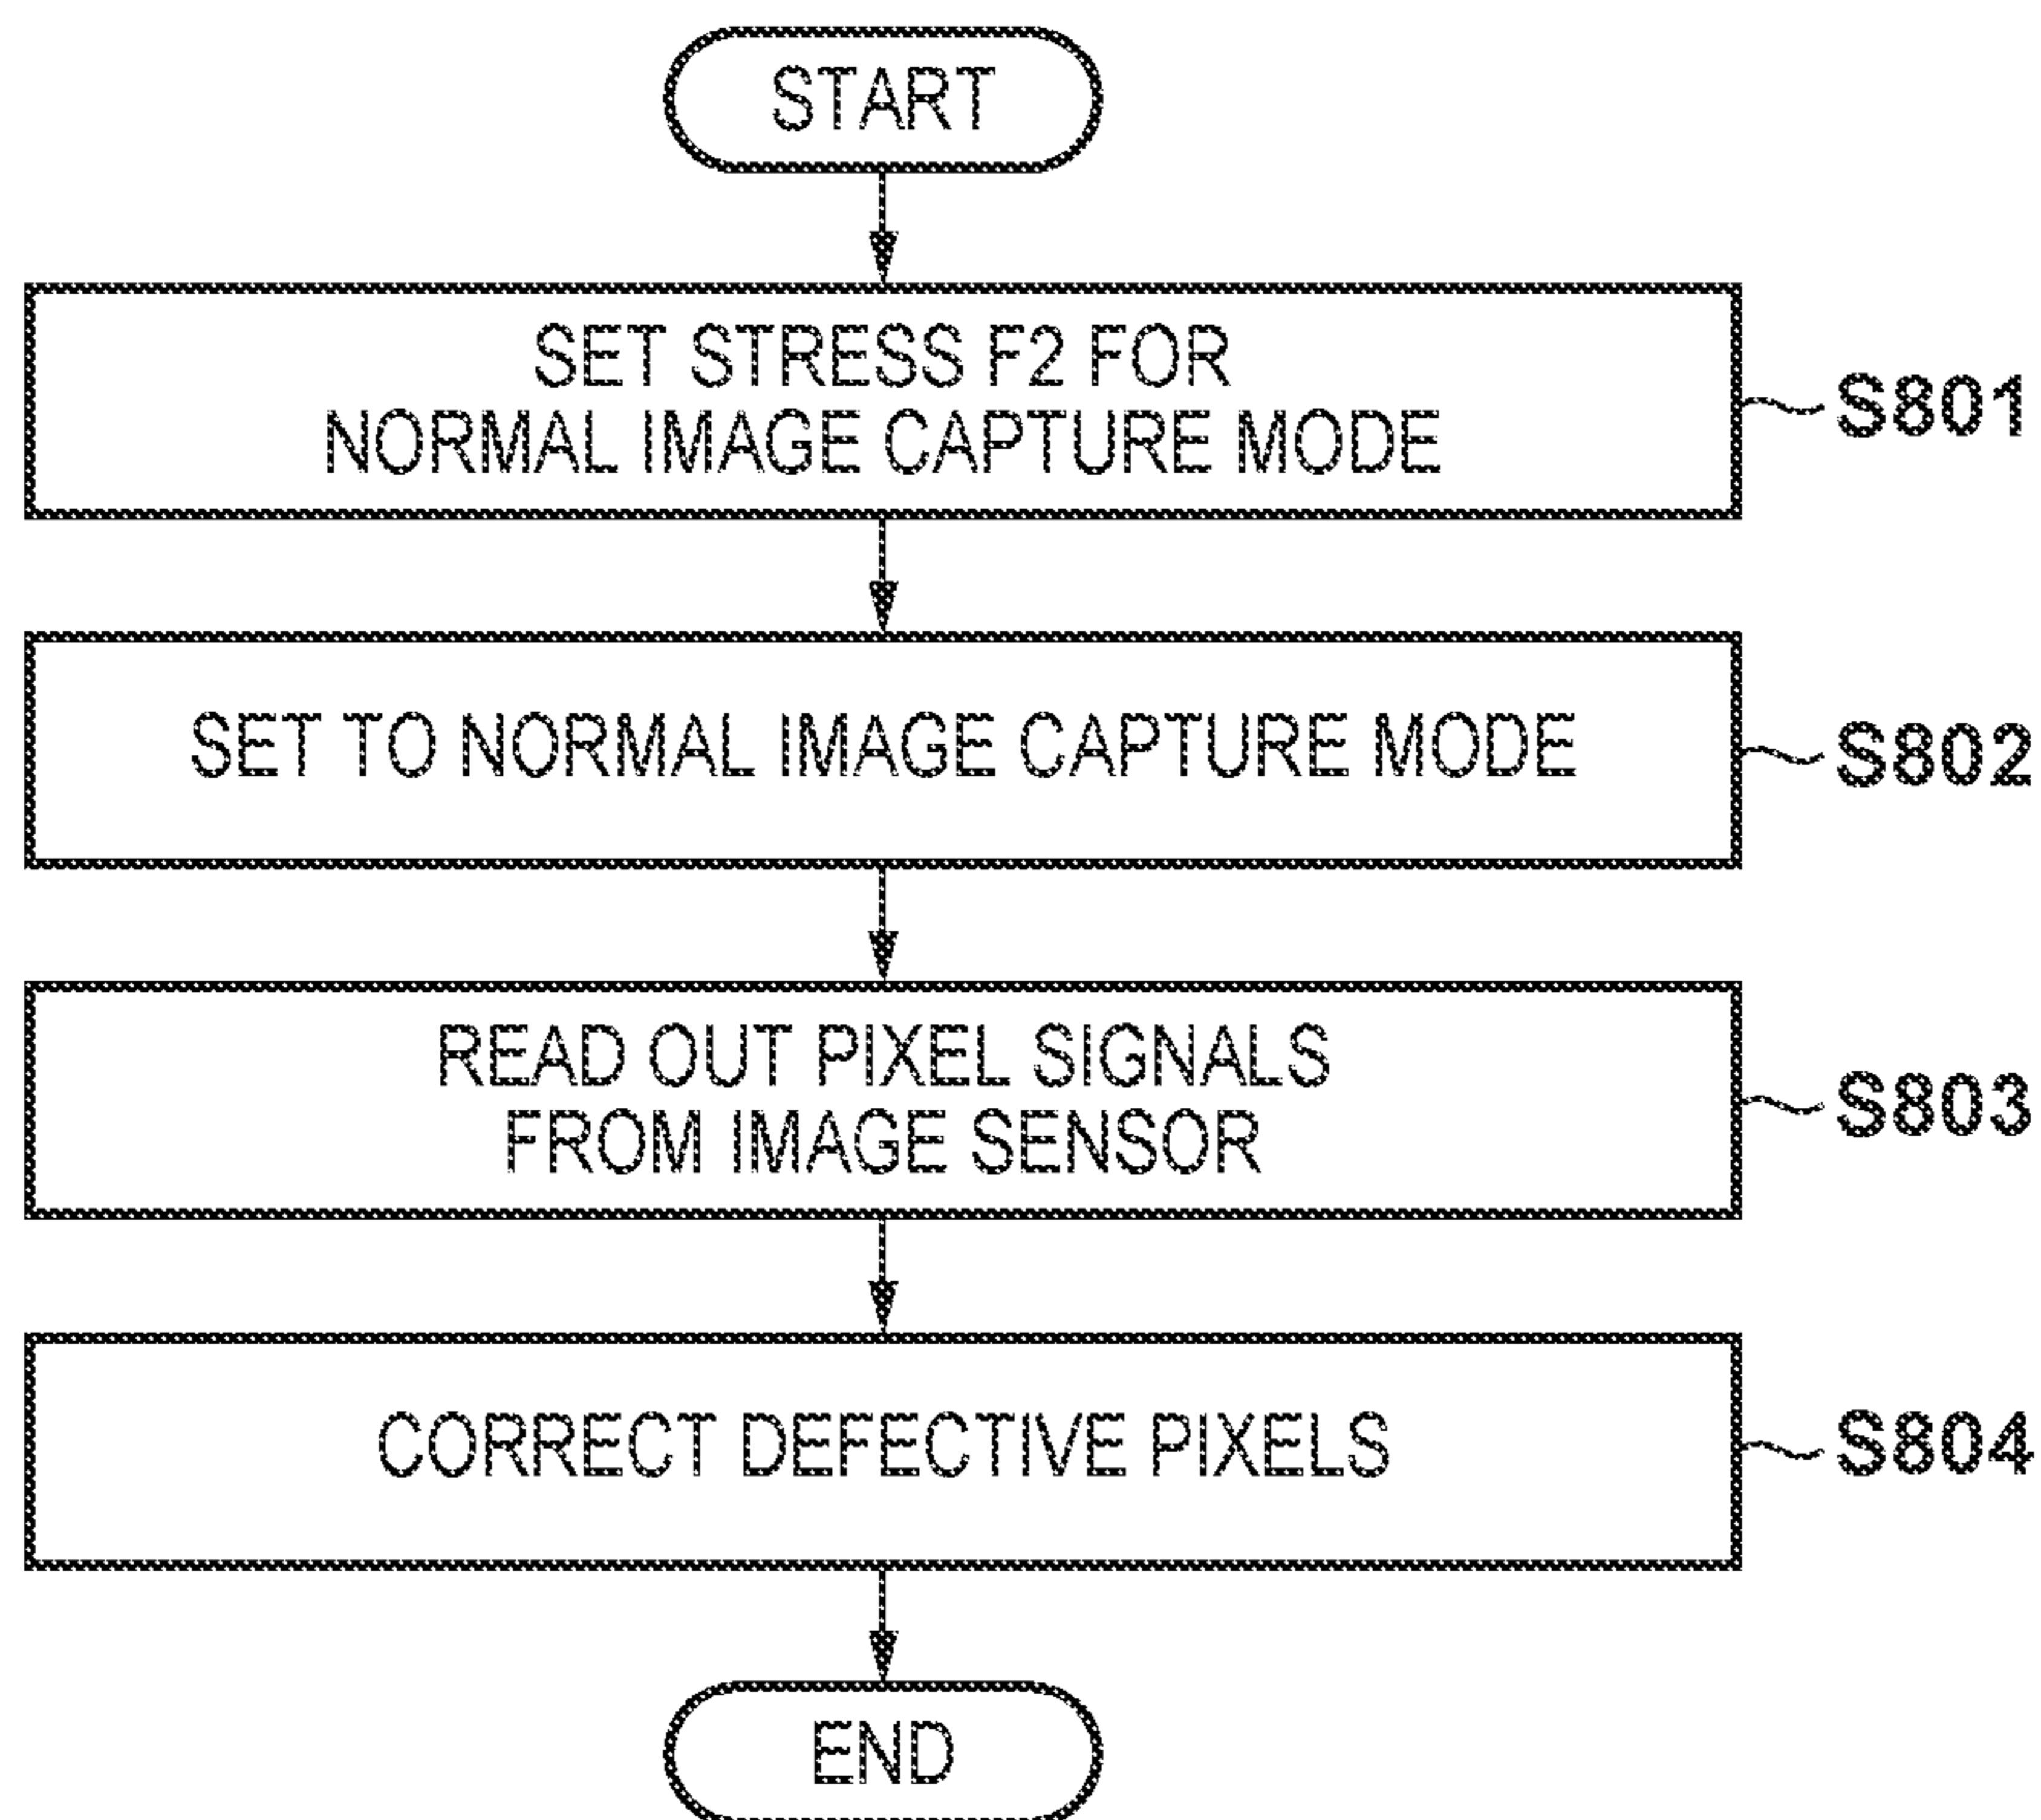 START
SET STRESS F2 FOR
NORMAL IMAGE CAPTURE MODE
S801
SET TO NORMAL IMAGE CAPTURE MODE
S802
READ OUT PIXEL SIGNALS
FROM IMAGE SENSOR
S803
CORRECT DEFECTIVE PIXELS
S804
END